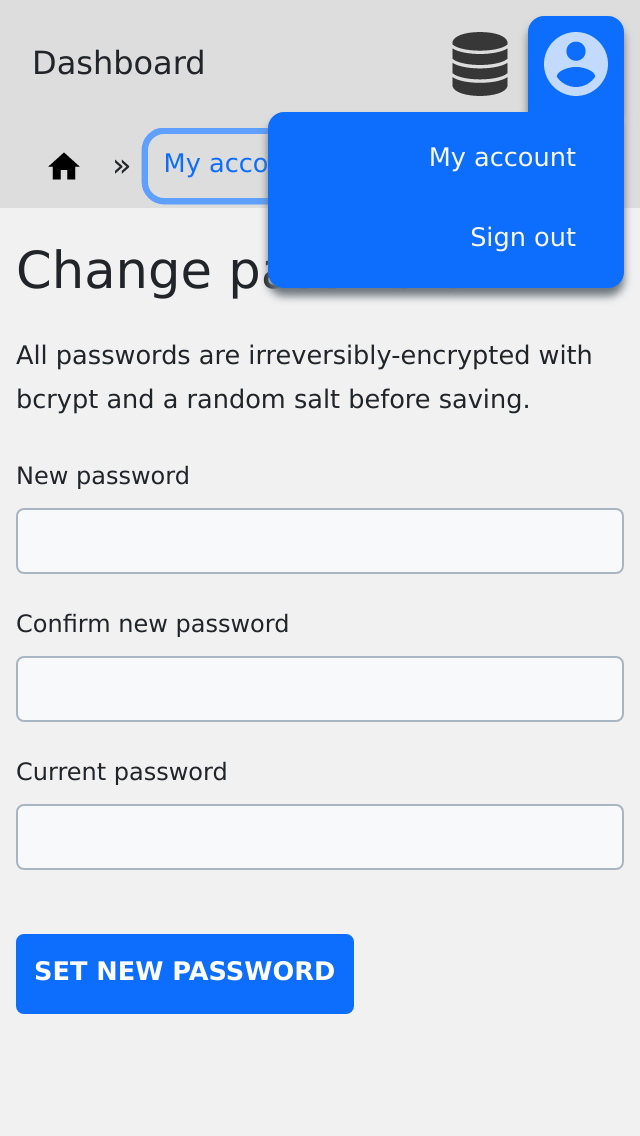 Dashboard
» My acco
My account
Sign out
Change
All passwords are irreversibly-encrypted with
bcrypt and a random salt before saving.
New password
Confirm new password
Current password
SET NEW PASSWORD